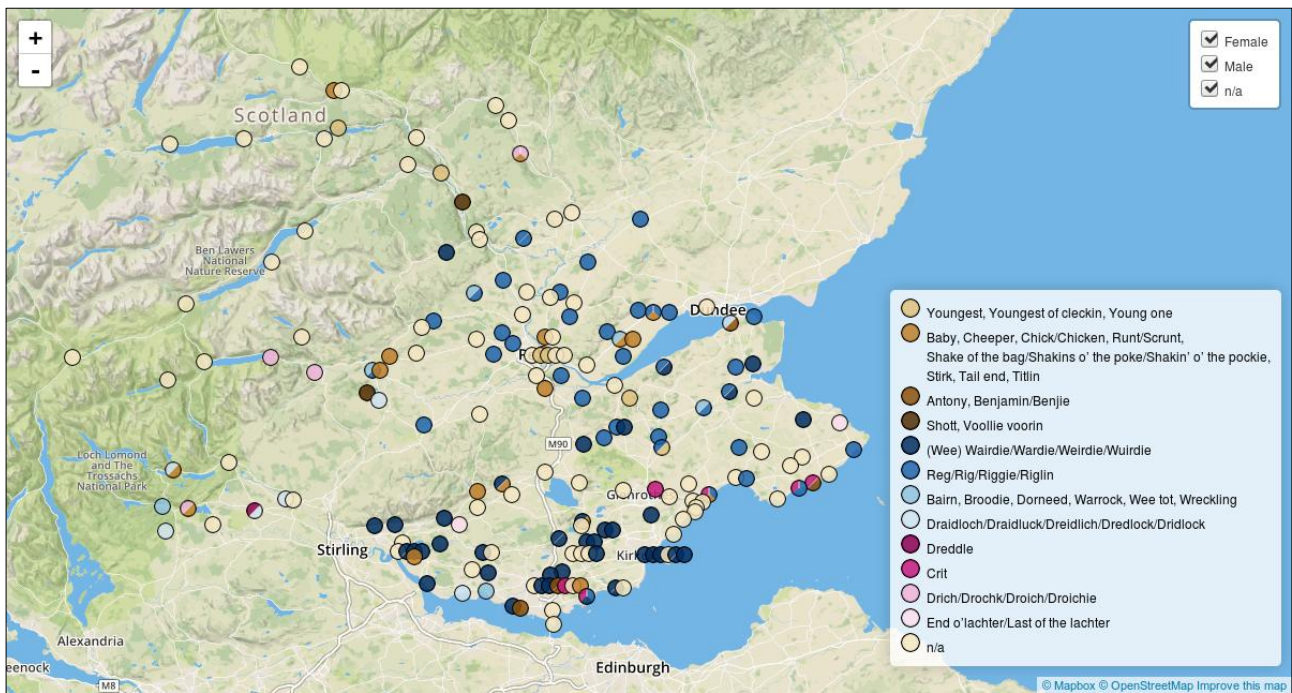 +
-
Female
Male
n/a
Scotland
Ben Lawers
National
Nature Reserve
Dundee
P
M90
Loch Lomond
and The
Trossachs
National Park
Glenroth
Stirling
Kirk
Alexandria
eenock
M8
Edinburgh
Youngest, Youngest of cleckin, Young one
Baby, Cheeper, Chick/Chicken, Runt/Scrunt,
Shake of the bag/Shakins o' the poke/Shakin' o' the pockie,
Stirk, Tail end, Titlin
Antony, Benjamin/Benjie
Shott, Voollie voorin
(Wee) Wairdie/Wardie/Weirdie/Wuirdie
Reg/Rig/Riggie/Riglin
Bairn, Broodie, Dorneed, Warrock, Wee tot, Wreckling
Draidloch/Draidluck/Dreidlich/Dredlock/Dridlock
Dreddle
Crit
Drich/Drochk/Droich/Droichie
End o'lachter/Last of the lachter
n/a
© Mapbox © OpenStreetMap Improve this map